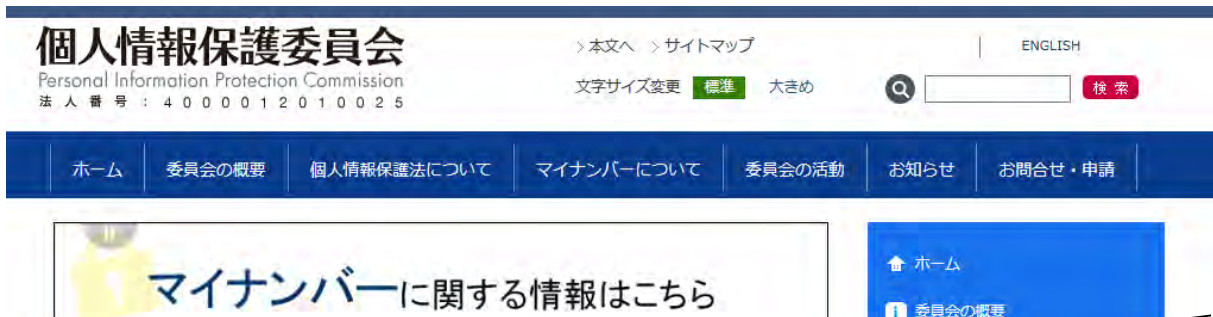 個人情報保護委員会
Personal Information Protection Commission
法人番号:4000012010025
>本文へ >サイトマップ
ENGLISH
文字サイズ変更 標準 大きめ
検索
ホーム 委員会の概要 個人情報保護法について マイナンバーについて 委員会の活動 お知らせ お問合せ・申請
マイナンバーに関する情報はこちら
ホーム
委員会の概要